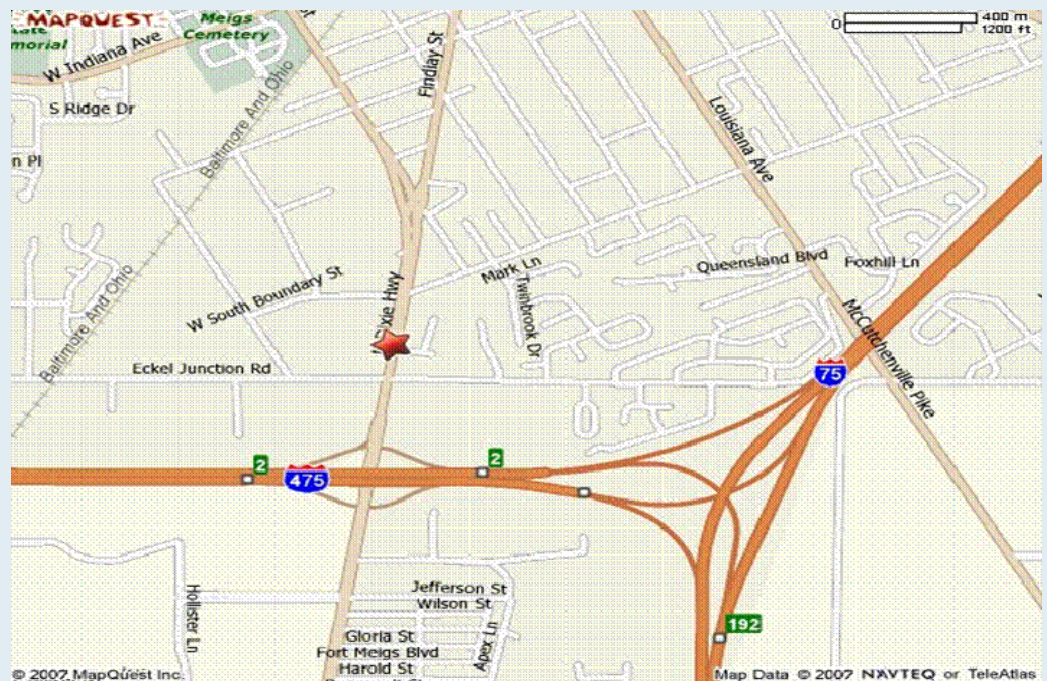 MAPQUEST
Meigs
Cemetery
W Indiana Ave
S Ridge Dr
n Pl
Findlay St
0
400 m
1200 ft
Baltimore And Ohio
Louisiana Ave
Queensland Blvd
Foxhill Ln
Mark Ln
Twinbrook Dr
W South Boundary St
Baltimore And Ohio
Hwy
McCutchenville Pike
Eckel Junction Rd
75
2
475
2
Jefferson St
Wilson St
Hollister Ln
Apex Ln
Gloria St
Fort Meigs Blvd
Harold St
192
© 2007 MapQuest Inc.
Map Data © 2007 NAVTEQ or TeleAtlas